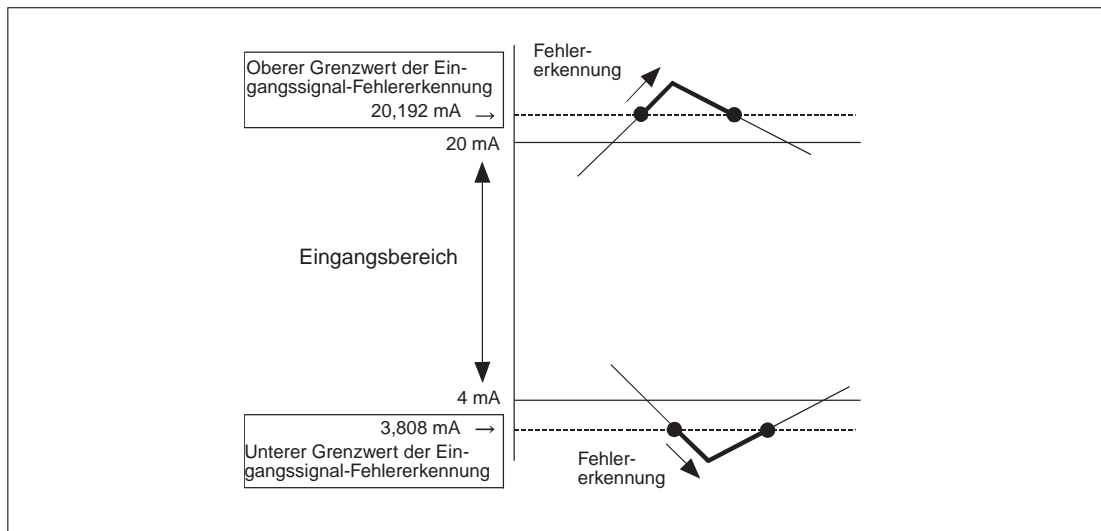 Oberer Grenzwert der Ein-
gangssignal-Fehlererkennung
20,192 mA →
Fehler-
erkennung
20 mA
Eingangsbereich
4 mA
3,808 mA →
Unterer Grenzwert der Ein-
gangssignal-Fehlererkennung
Fehler-
erkennung